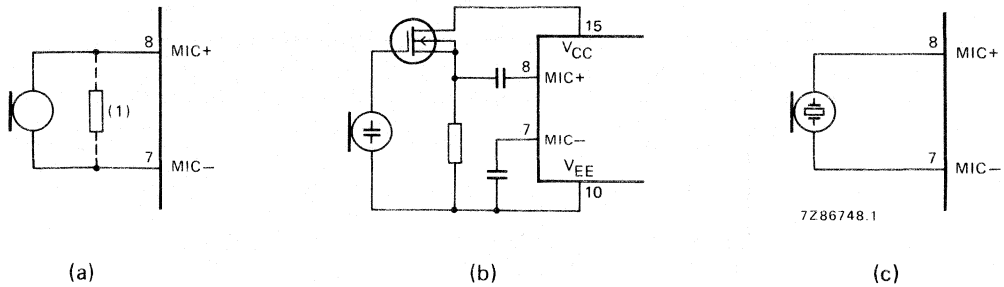 8 MIC+
(1)
7 MIC—
(a)
15
VCC
8 MIC+
7 MIC—
VEE
10
(b)
8 MIC+
7 MIC—
7Z86748.1
(c)